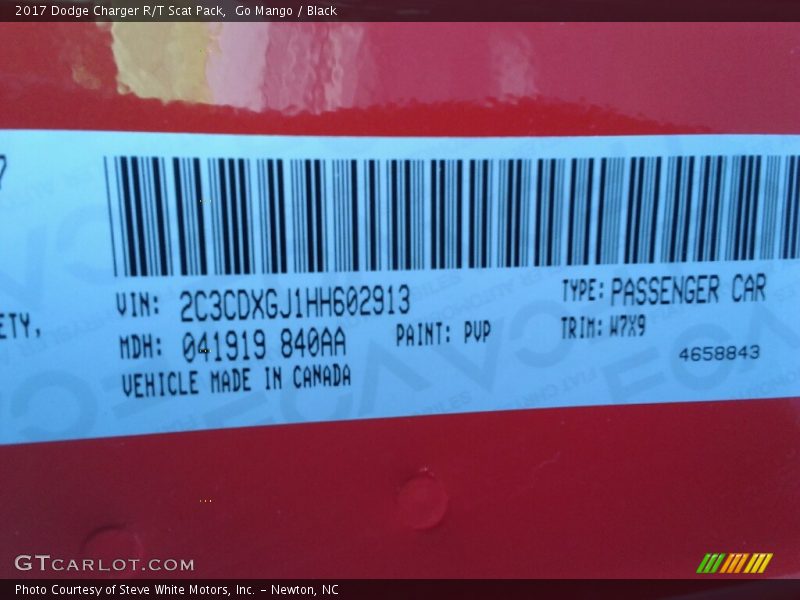 2017 Dodge Charger R/T Scat Pack, Go Mango / Black
7
ETY,
VIN: 2C3CDXGJ1HH602913
TYPE: PASSENGER CAR
MDH: 041919 840AA
PAINT: PVP
TRIM: W7X9
VEHICLE MADE IN CANADA
4658843
GTCARLOT.COM
Photo Courtesy of Steve White Motors, Inc. - Newton, NC